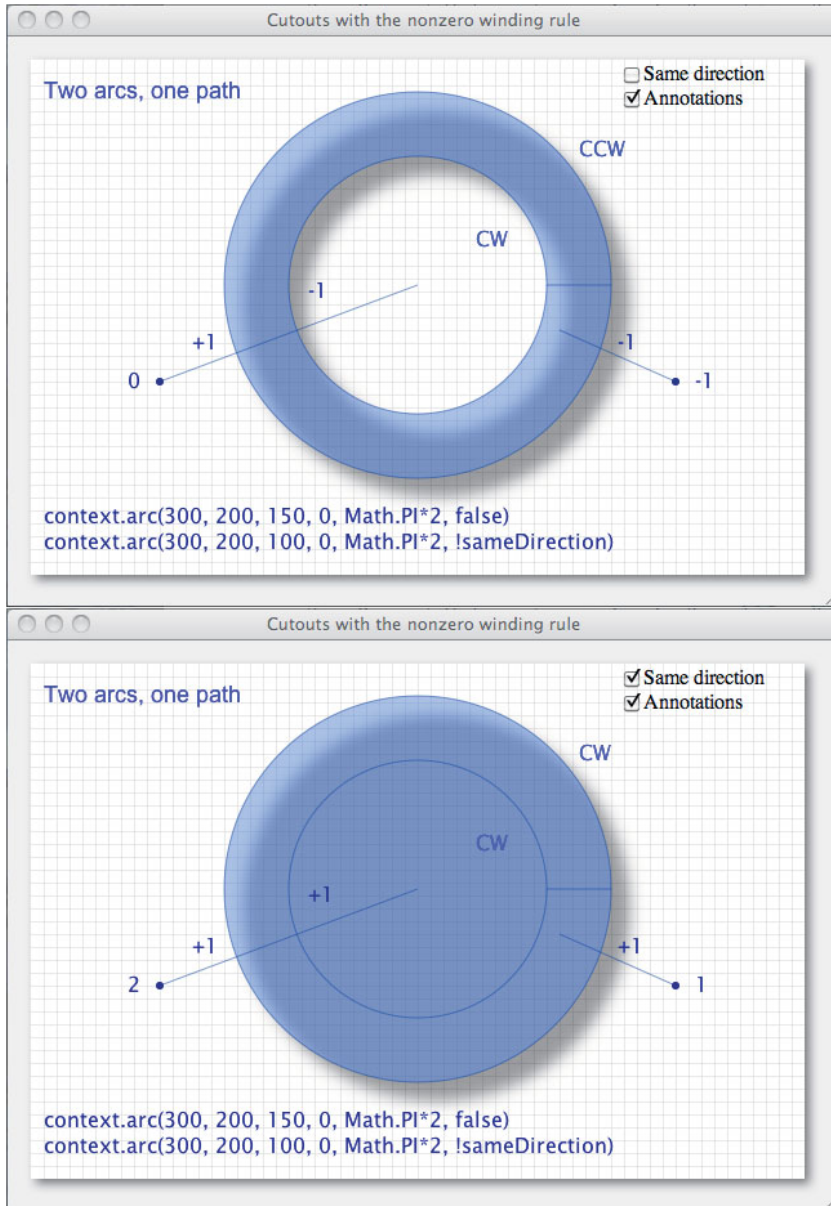 Cutouts with the nonzero winding rule
Two arcs, one path
Same direction
Annotations
CCW
CW
-1
+1
-1
0
-1
context.arc(300, 200, 150, 0, Math.PI*2, false)
context.arc(300, 200, 100, 0, Math.PI*2, !sameDirection)
Cutouts with the nonzero winding rule
Two arcs, one path
Same direction
Annotations
CW
CW
+1
+1
+1
2
1
context.arc(300, 200, 150, 0, Math.PI*2, false)
context.arc(300, 200, 100, 0, Math.PI*2, !sameDirection)